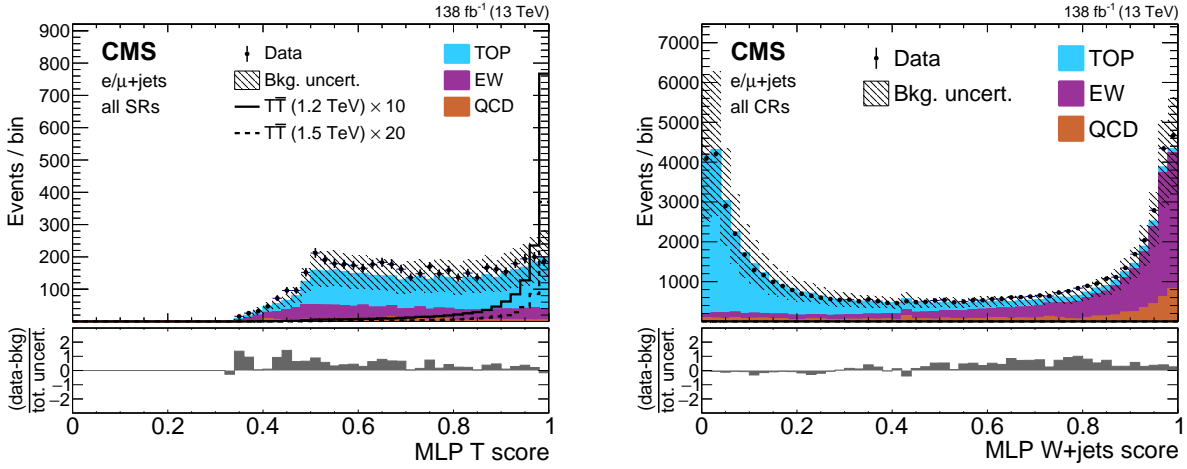 138 fb⁻¹ (13 TeV)
CMS
e/μ+jets
all SRs
Data
Bkg. uncert.
TT̅ (1.2 TeV) × 10
TT̅ (1.5 TeV) × 20
TOP
EW
QCD
Events / bin
900
800
700
600
500
400
300
200
100
(data-bkg)
tot. uncert.
2
1
0
−1
−2
0
0.2
0.4
0.6
0.8
1
MLP T score
138 fb⁻¹ (13 TeV)
CMS
e/μ+jets
all CRs
Data
Bkg. uncert.
TOP
EW
QCD
Events / bin
7000
6000
5000
4000
3000
2000
1000
(data-bkg)
tot. uncert.
2
1
0
−1
−2
0
0.2
0.4
0.6
0.8
1
MLP W+jets score